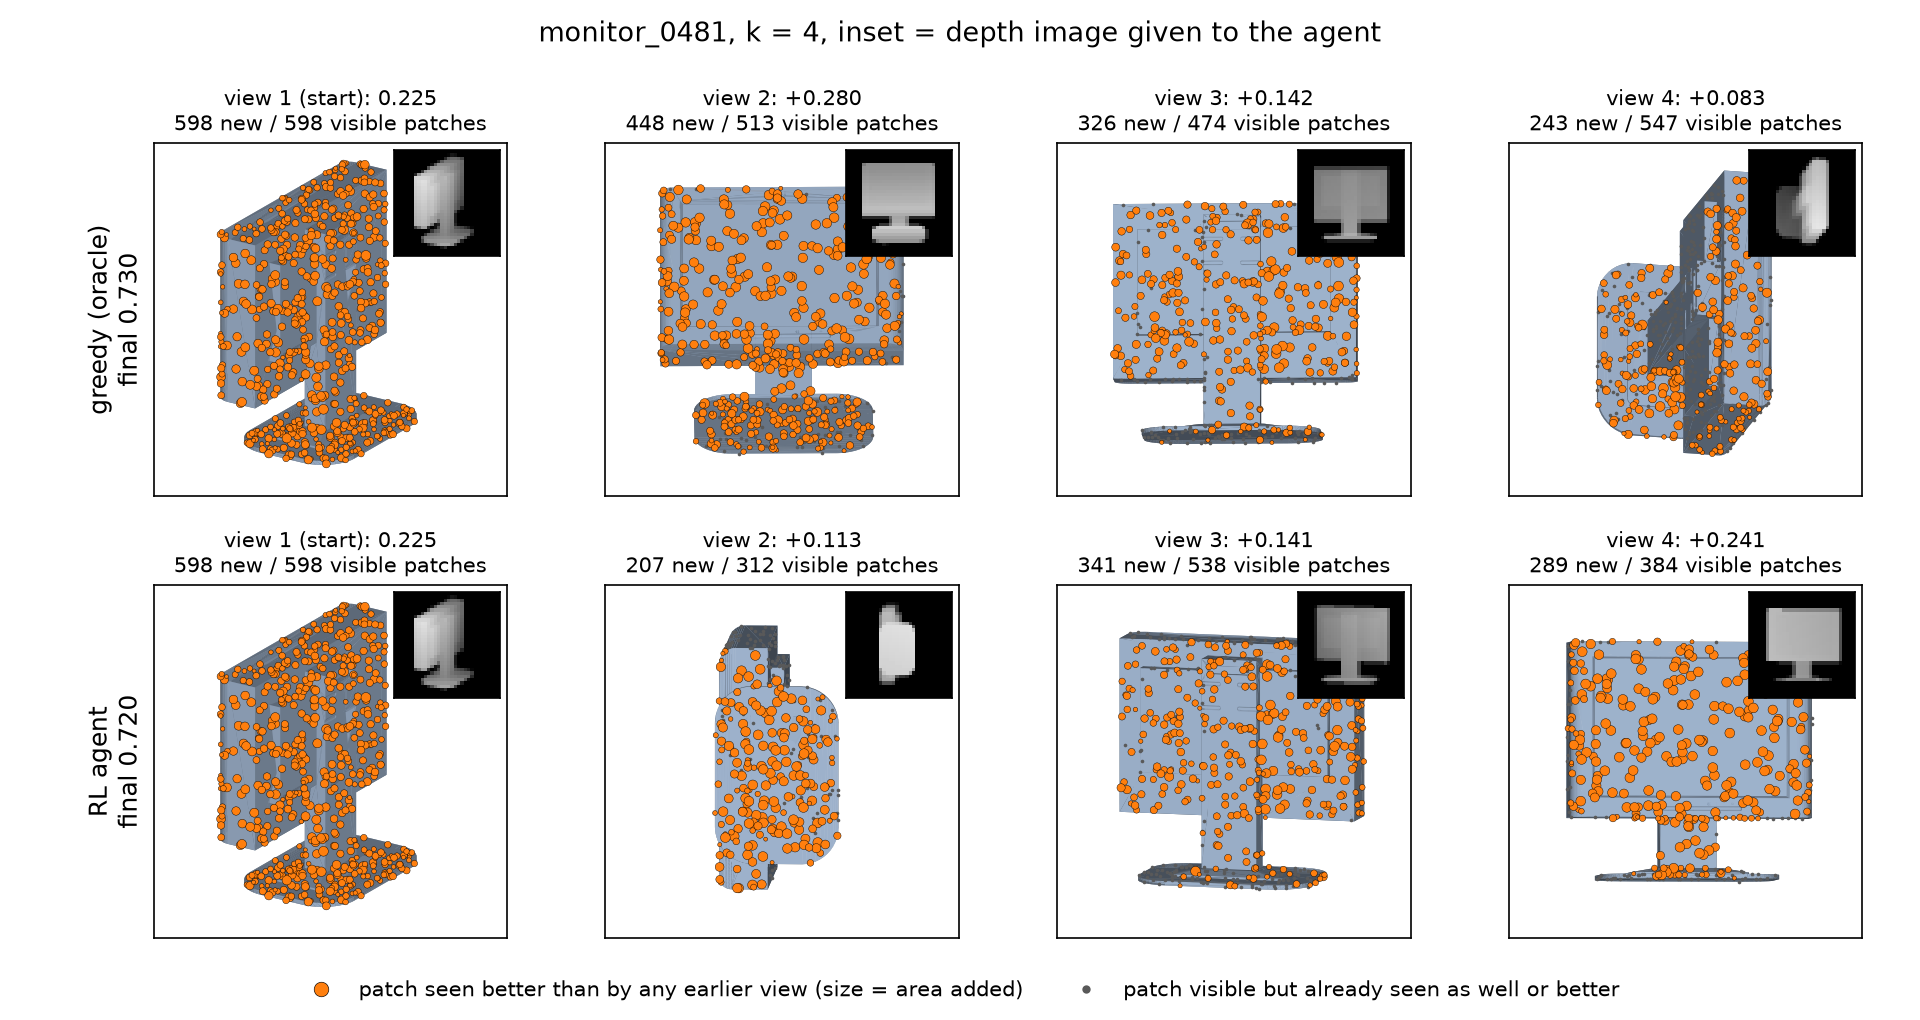 monitor_0481, k = 4, inset = depth image given to the agent
greedy (oracle)
final 0.730
view 1 (start): 0.225
598 new / 598 visible patches
view 2: +0.280
448 new / 513 visible patches
view 3: +0.142
326 new / 474 visible patches
view 4: +0.083
243 new / 547 visible patches
RL agent
final 0.720
view 1 (start): 0.225
598 new / 598 visible patches
view 2: +0.113
207 new / 312 visible patches
view 3: +0.141
341 new / 538 visible patches
view 4: +0.241
289 new / 384 visible patches
patch seen better than by any earlier view (size = area added)
patch visible but already seen as well or better